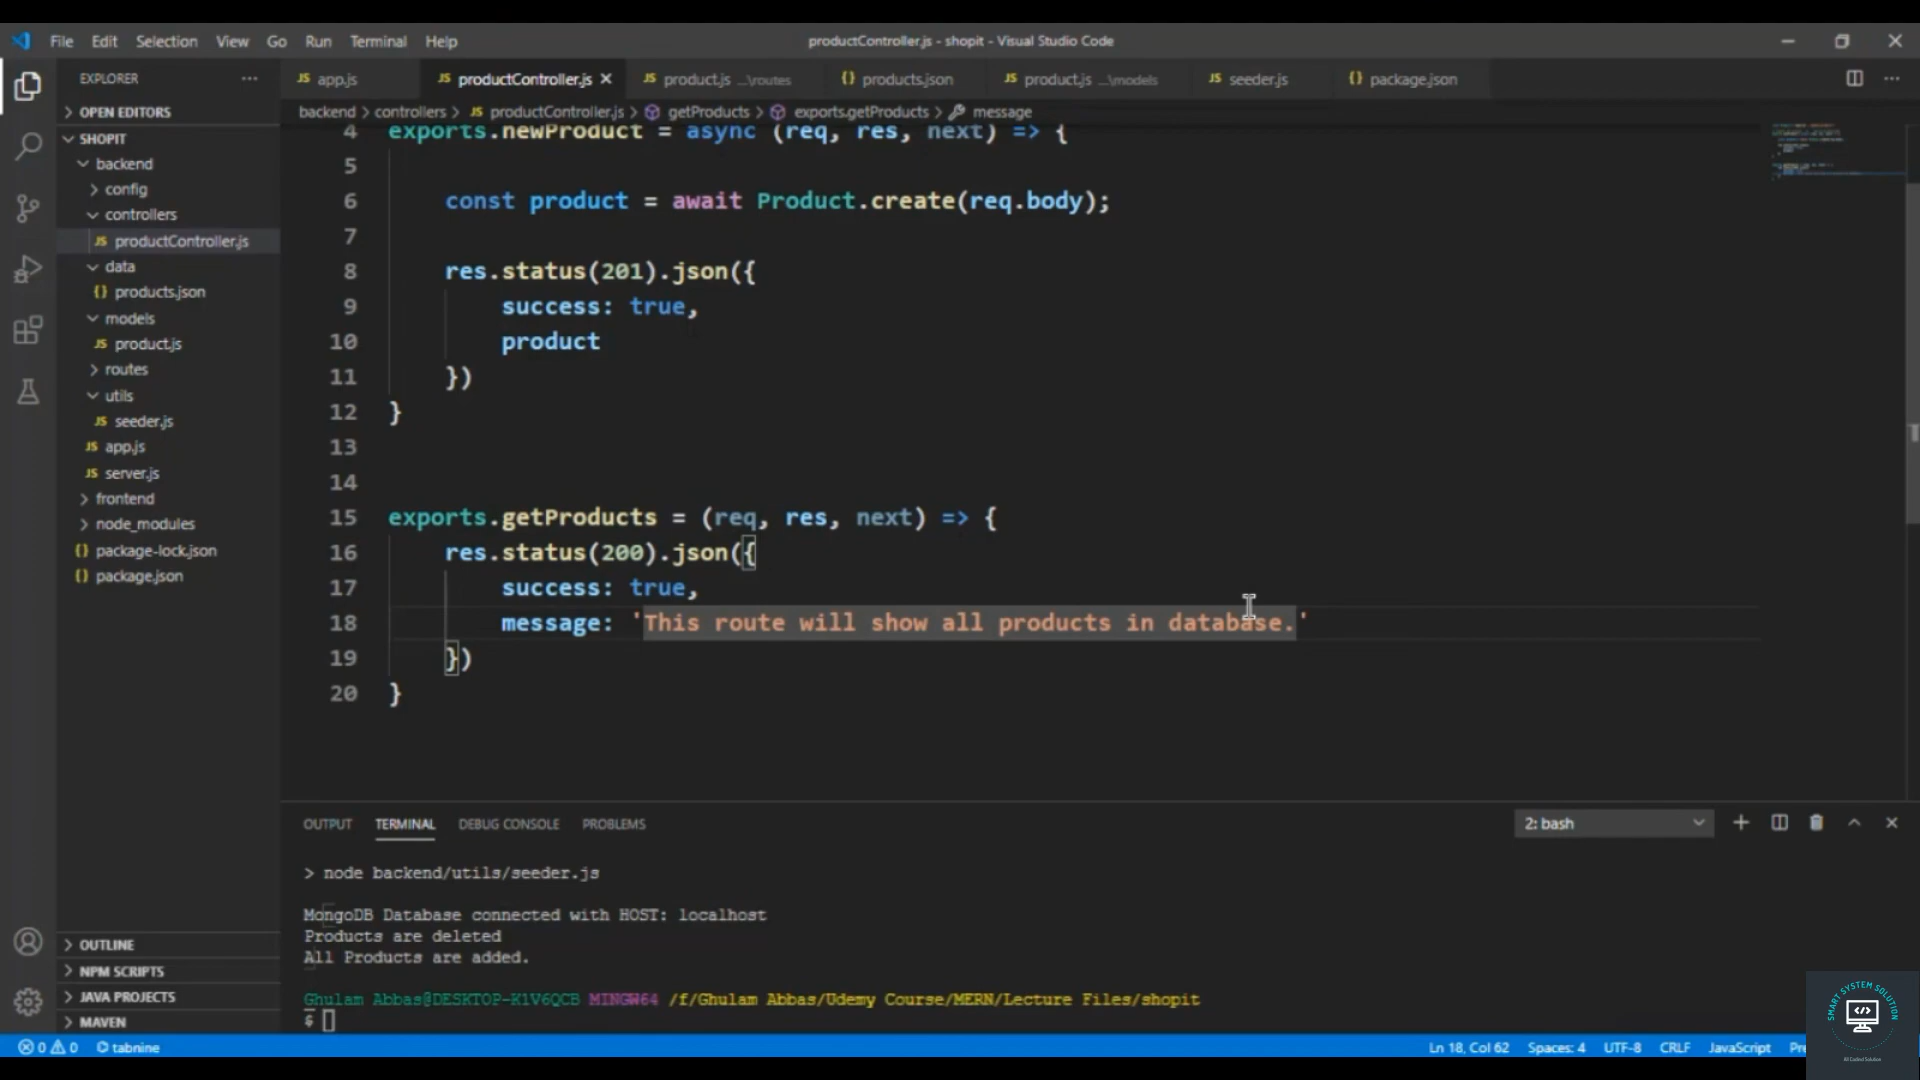 File Edit Selection View Go Run Terminal Help
productController.js - shopit - Visual Studio Code
EXPLORER ...
JS app.js JS productController.js JS product.js ...\routes {} products.json JS product.js ...\models JS seeder.js {} package.json
backend > controllers > JS productController.js > getProducts > exports.getProducts > message
OPEN EDITORS
SHOPIT
backend
config
controllers
JS productController.js
data
{} products.json
models
JS product.js
routes
utils
JS seeder.js
JS app.js
JS server.js
frontend
node_modules
{} package-lock.json
{} package.json
OUTLINE
NPM SCRIPTS
JAVA PROJECTS
MAVEN
4 exports.newProduct = async (req, res, next) => {
5
6 const product = await Product.create(req.body);
7
8 res.status(201).json({
9 success: true,
10 product
11 })
12 }
13
14
15 exports.getProducts = (req, res, next) => {
16 res.status(200).json({
17 success: true,
18 message: 'This route will show all products in database.'
19 })
20 }
OUTPUT TERMINAL DEBUG CONSOLE PROBLEMS
2: bash
> node backend/utils/seeder.js
MongoDB Database connected with HOST: localhost
Products are deleted
All Products are added.
Ghulam Abbas@DESKTOP-K1V6QCB MINGW64 /f/Ghulam Abbas/Udemy Course/MERN/Lecture Files/shopit
$
0 0 tabnine
Ln 18, Col 62 Spaces: 4 UTF-8 CRLF JavaScript Pre
SMART SYSTEM SOLUTION